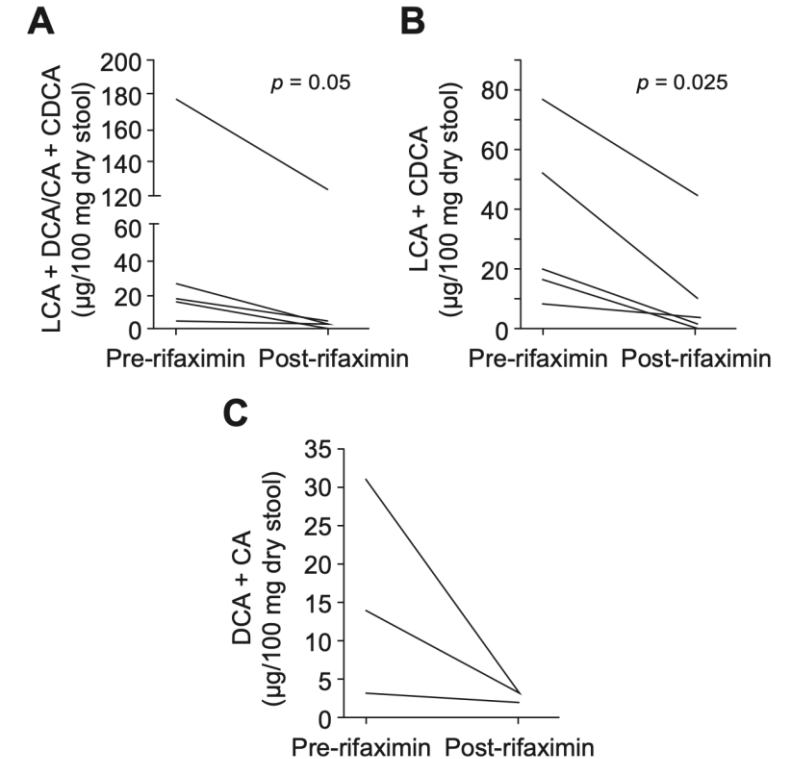 A
LCA + DCA/CA + CDCA
(µg/100 mg dry stool)
200
180
160
140
120
60
40
20
0
p = 0.05
Pre-rifaximin Post-rifaximin
B
LCA + CDCA
(µg/100 mg dry stool)
80
60
40
20
0
p = 0.025
Pre-rifaximin Post-rifaximin
C
DCA + CA
(µg/100 mg dry stool)
35
30
25
20
15
10
5
0
Pre-rifaximin Post-rifaximin